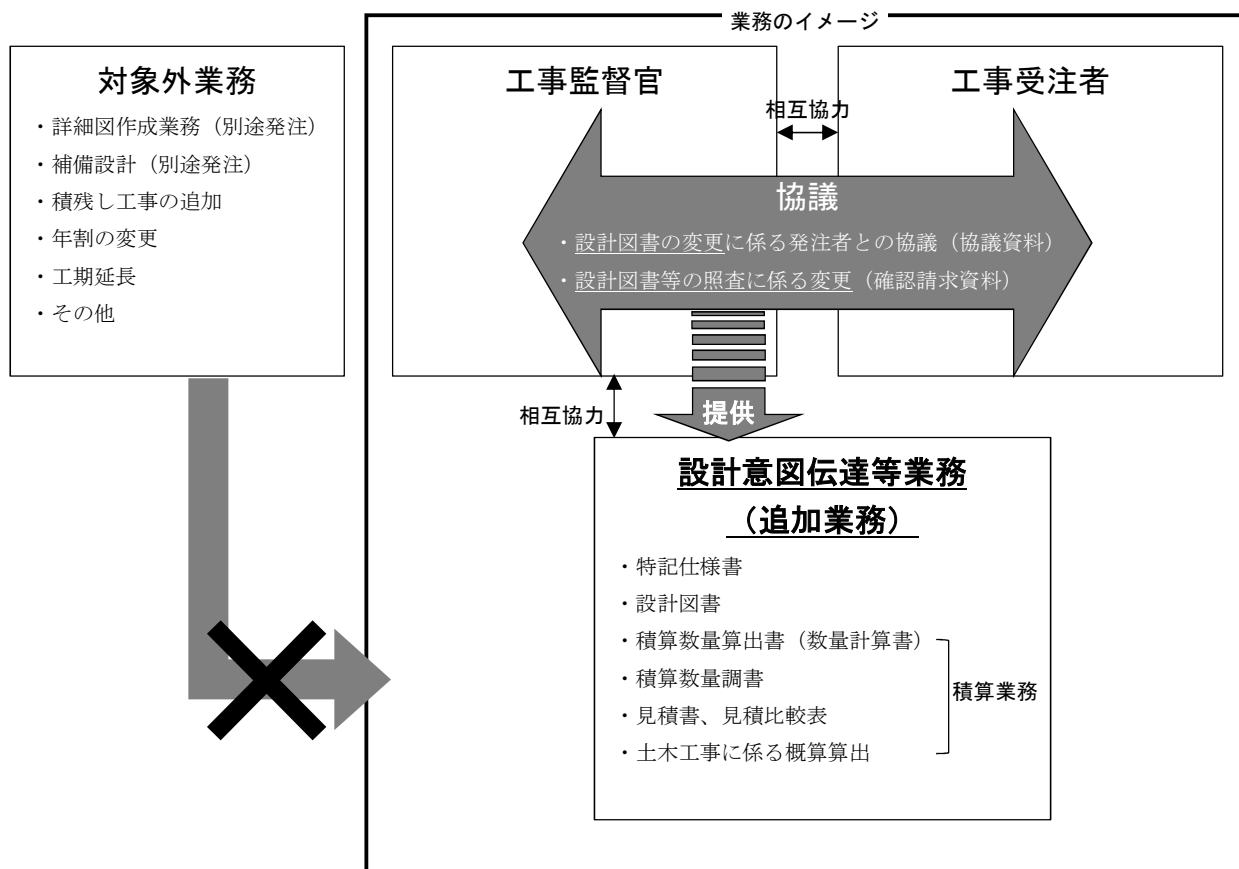 業務のイメージ
対象外業務
・詳細図作成業務（別途発注）
・補備設計（別途発注）
・積残し工事の追加
・年割の変更
・工期延長
・その他
工事監督官
相互協力
工事受注者
協議
・設計図書の変更に係る発注者との協議（協議資料）
・設計図書等の照査に係る変更（確認請求資料）
相互協力
提供
設計意図伝達等業務
（追加業務）
・特記仕様書
・設計図書
・積算数量算出書（数量計算書）
・積算数量調書
・見積書、見積比較表
・土木工事に係る概算算出
積算業務